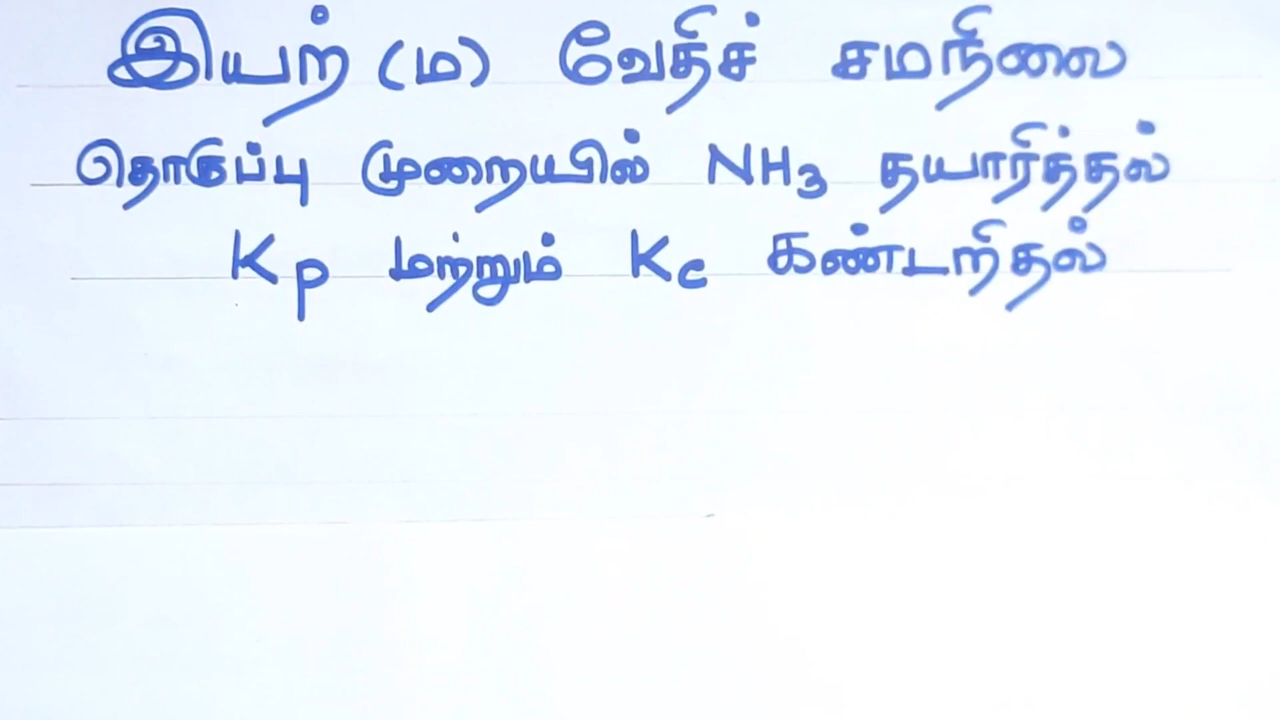 இயற் (ம) வேதிச் சமநிலை
தொகுப்பு முறையில் NH₃ தயாரித்தல்
Kp மற்றும் Kc கண்டறிதல்